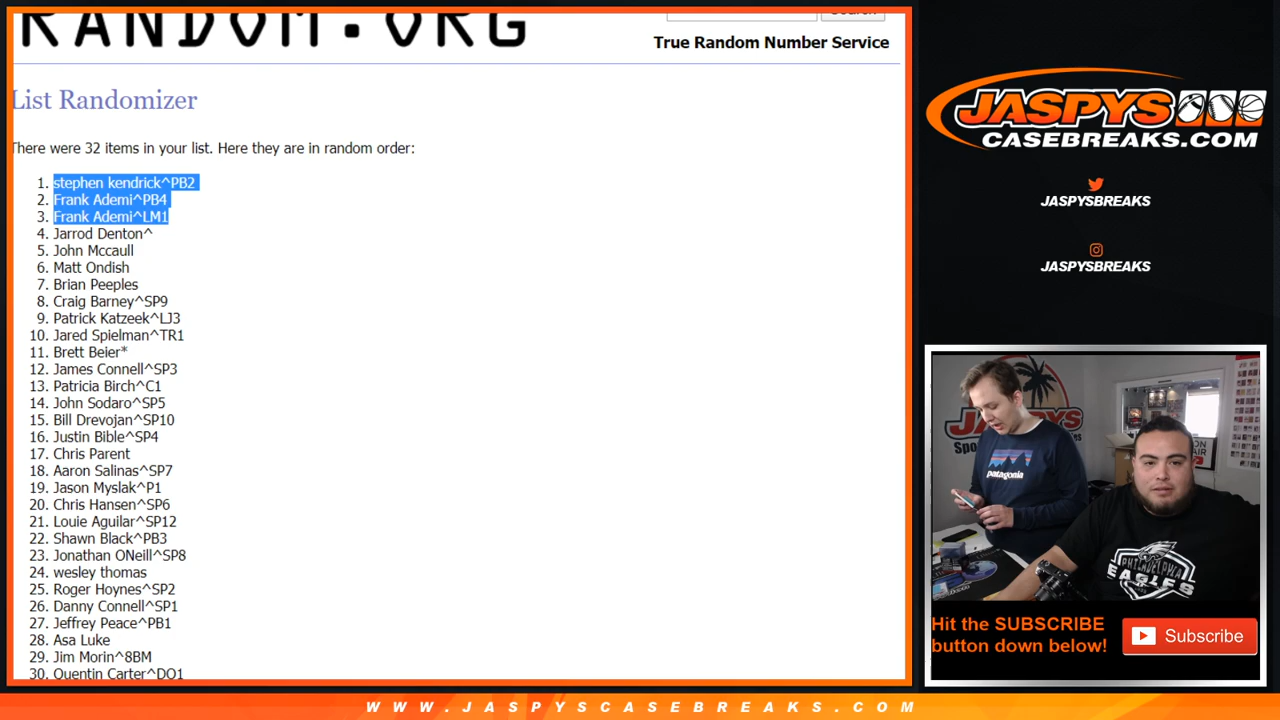 RANDOM.ORG
Search
True Random Number Service
List Randomizer
There were 32 items in your list. Here they are in random order:
1. stephen kendrick^PB2
2. Frank Ademi^PB4
3. Frank Ademi^LM1
4. Jarrod Denton^
5. John Mccaull
6. Matt Ondish
7. Brian Peeples
8. Craig Barney^SP9
9. Patrick Katzeek^LJ3
10. Jared Spielman^TR1
11. Brett Beier*
12. James Connell^SP3
13. Patricia Birch^C1
14. John Sodaro^SP5
15. Bill Drevojan^SP10
16. Justin Bible^SP4
17. Chris Parent
18. Aaron Salinas^SP7
19. Jason Myslak^P1
20. Chris Hansen^SP6
21. Louie Aguilar^SP12
22. Shawn Black^PB3
23. Jonathan ONeill^SP8
24. wesley thomas
25. Roger Hoynes^SP2
26. Danny Connell^SP1
27. Jeffrey Peace^PB1
28. Asa Luke
29. Jim Morin^8BM
30. Quentin Carter^DO1
JASPYS
CASEBREAKS.COM
JASPYSBREAKS
JASPYSBREAKS
JASPYS
patagonia
PHILADELPHIA
EAGLES
Hit the SUBSCRIBE
button down below!
Subscribe
WWW.JASPYSCASEBREAKS.COM